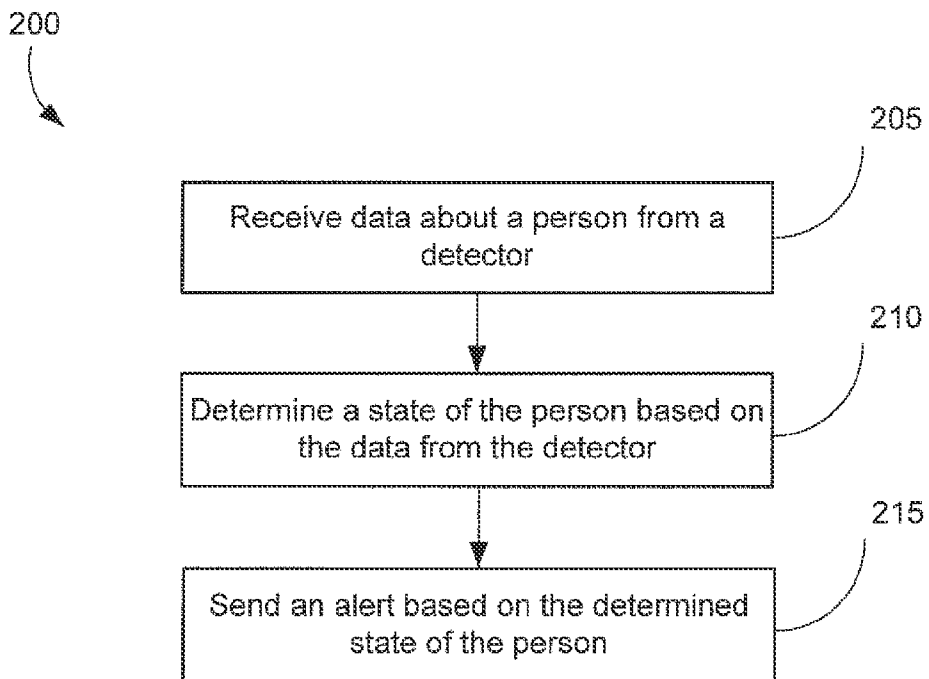 200
205
Receive data about a person from a
detector
210
Determine a state of the person based on
the data from the detector
215
Send an alert based on the determined
state of the person